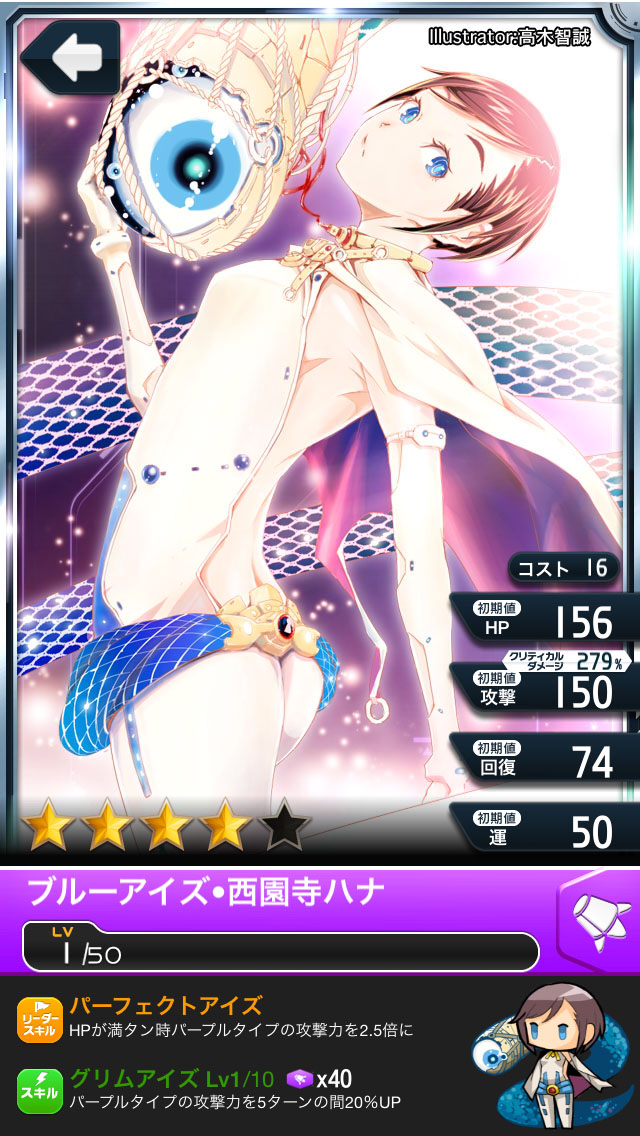 Illustrator:高木智誠
コスト 16
初期値
HP 156
クリティカル
ダメージ 279%
初期値
攻撃 150
初期値
回復 74
初期値
運 50
ブルーアイズ•西園寺ハナ
LV
1/50
リーダー
スキル
パーフェクトアイズ
HPが満タン時パープルタイプの攻撃力を2.5倍に
スキル
グリムアイズ Lv1/10 x40
パープルタイプの攻撃力を5ターンの間20%UP